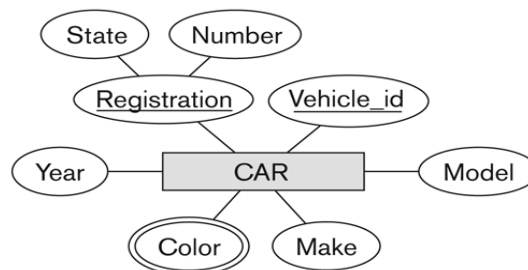 State
Number
Registration
Vehicle_id
Year
CAR
Model
Color
Make